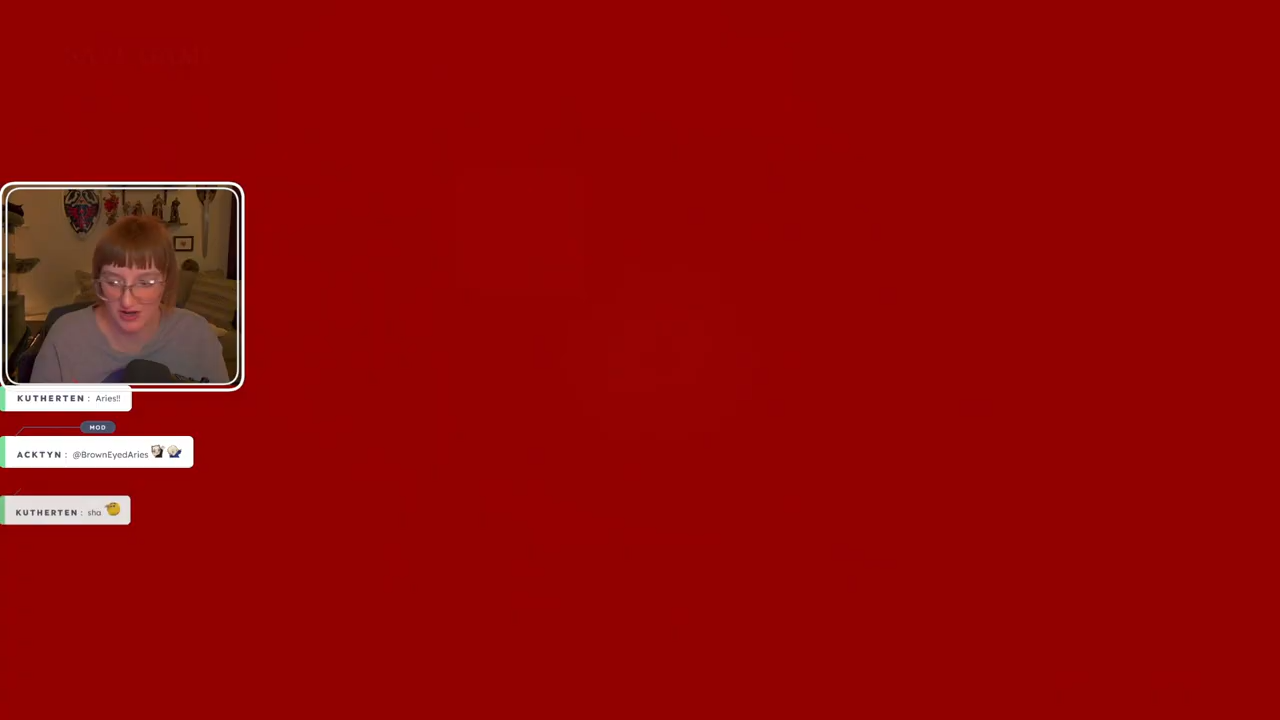 KUTHERTEN : Aries!!
MOD
ACKTYN : @BrownEyedAries
KUTHERTEN : sha